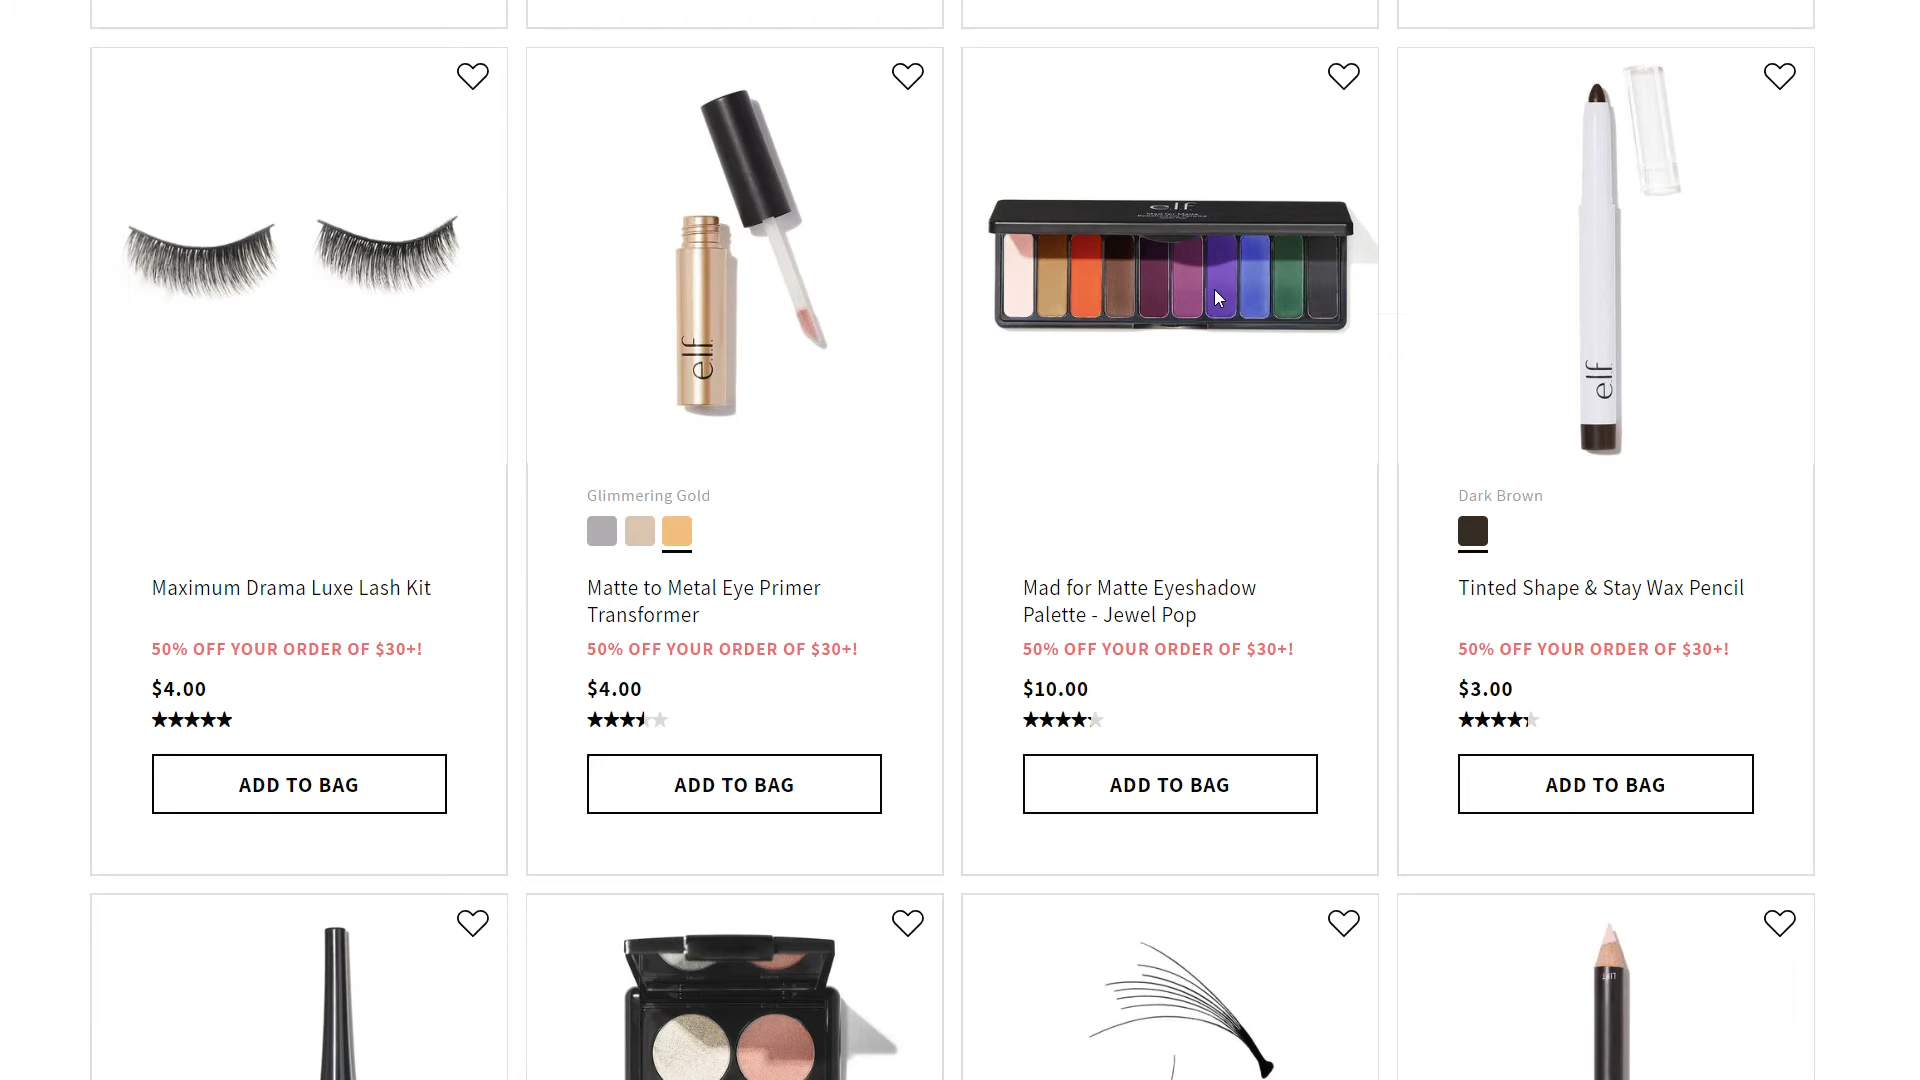 e.l.f.
elf
e.l.f.
Glimmering Gold
Dark Brown
Maximum Drama Luxe Lash Kit
Matte to Metal Eye Primer
Transformer
Mad for Matte Eyeshadow
Palette - Jewel Pop
Tinted Shape & Stay Wax Pencil
50% OFF YOUR ORDER OF $30+!
50% OFF YOUR ORDER OF $30+!
50% OFF YOUR ORDER OF $30+!
50% OFF YOUR ORDER OF $30+!
$4.00
$4.00
$10.00
$3.00
ADD TO BAG
ADD TO BAG
ADD TO BAG
ADD TO BAG
LIFT